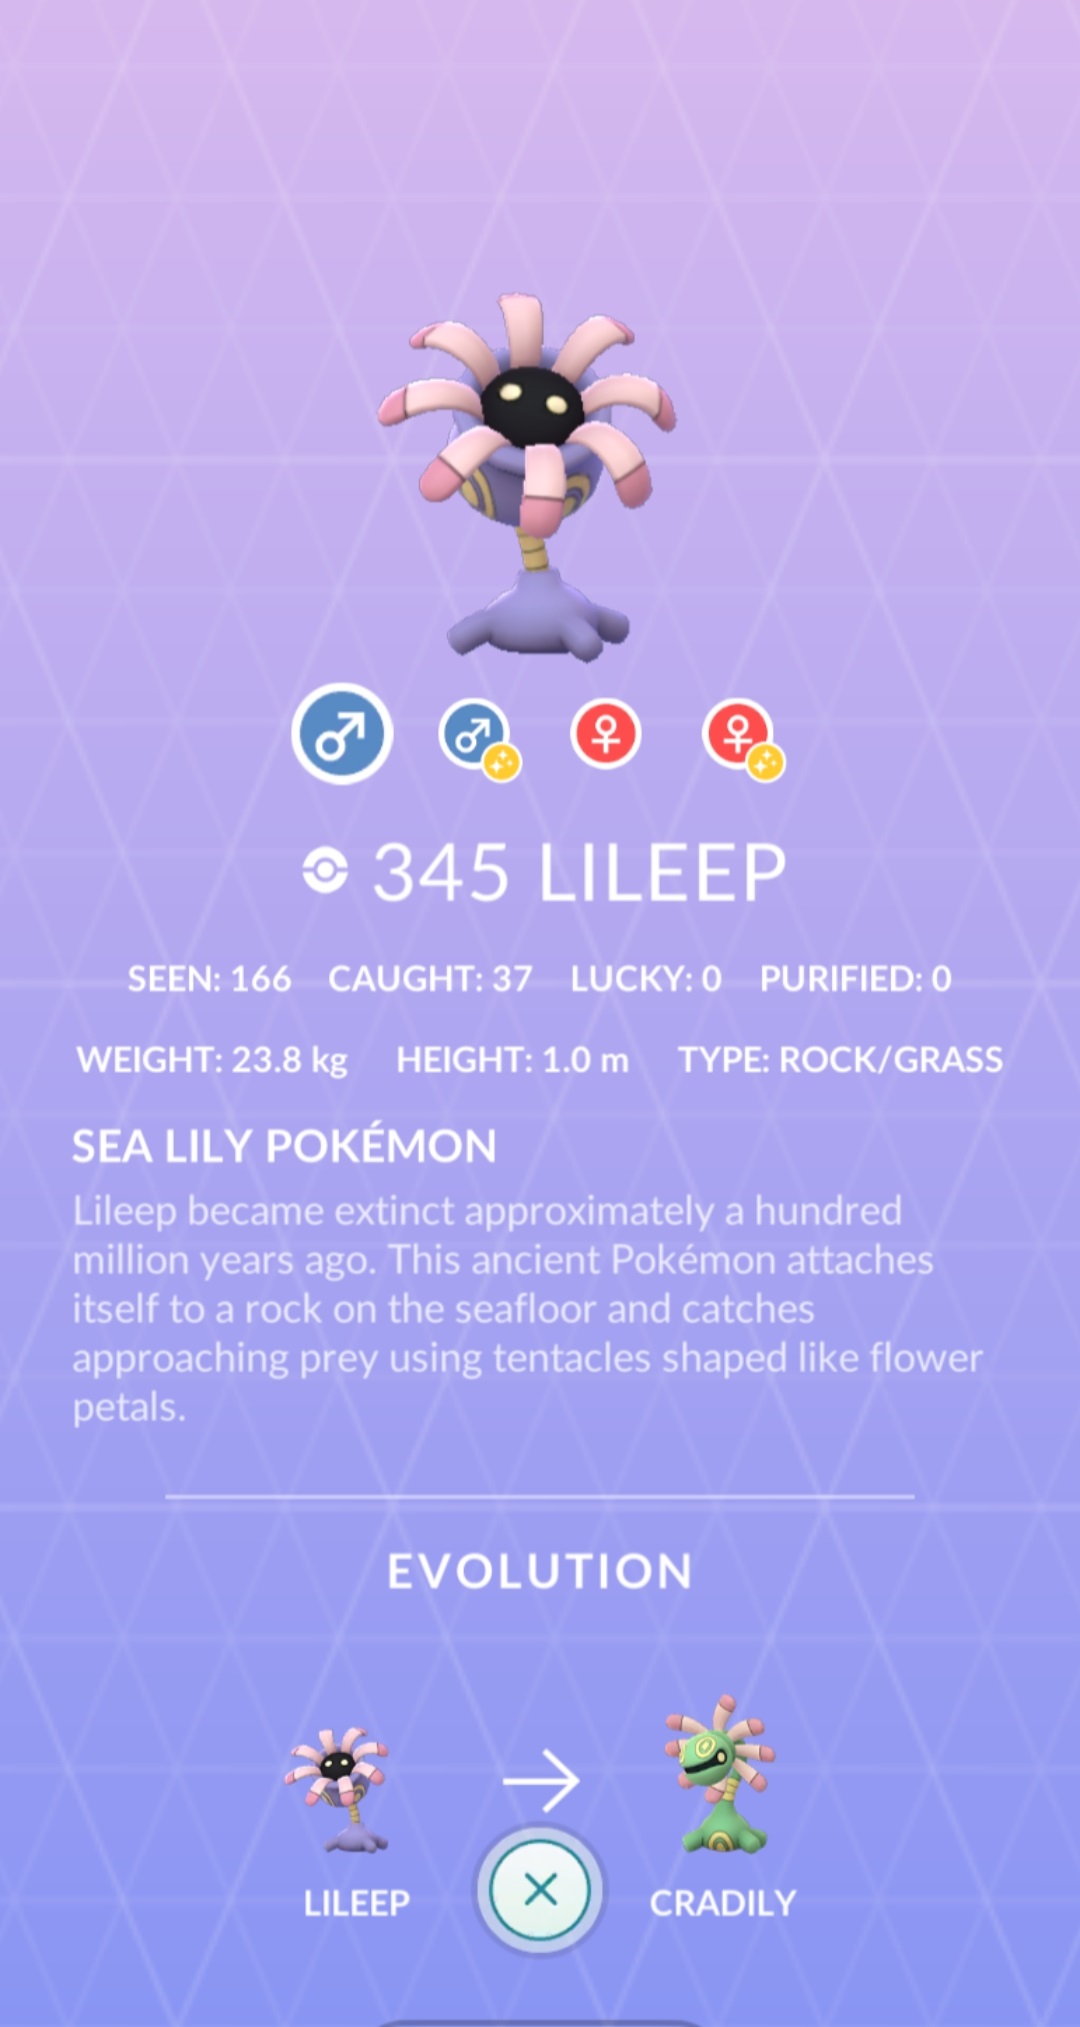 345 LILEEP
SEEN: 166 CAUGHT: 37 LUCKY: 0 PURIFIED: 0
WEIGHT: 23.8 kg HEIGHT: 1.0 m TYPE: ROCK/GRASS
SEA LILY POKÉMON
Lileep became extinct approximately a hundred
million years ago. This ancient Pokémon attaches
itself to a rock on the seafloor and catches
approaching prey using tentacles shaped like flower
petals.
EVOLUTION
LILEEP CRADILY